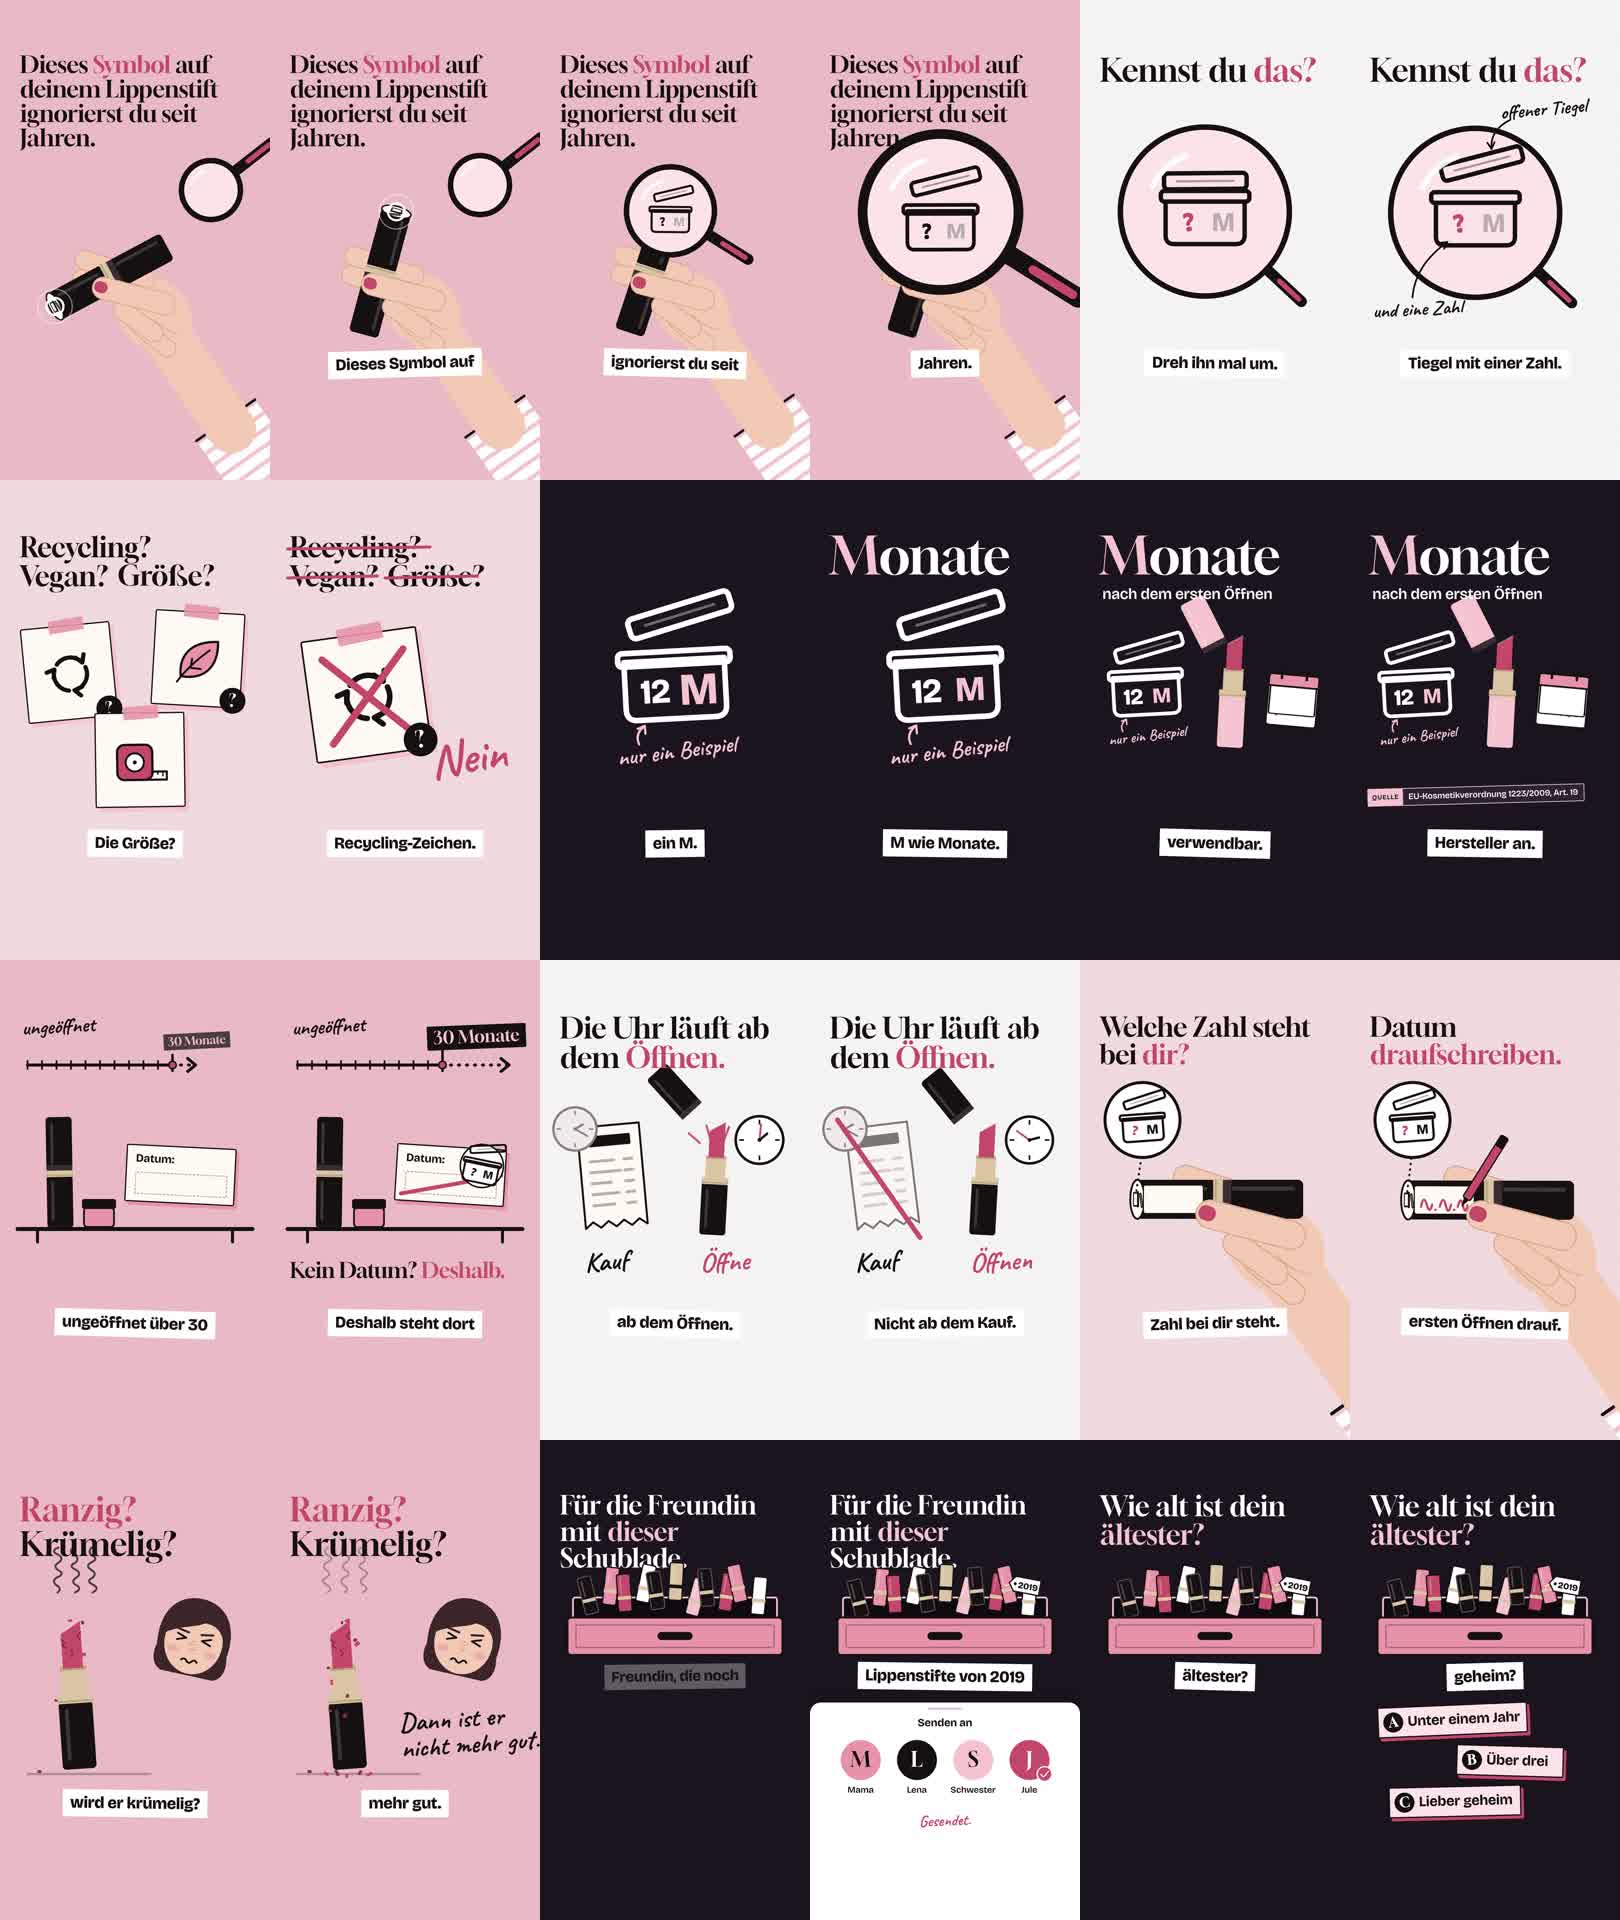 Dieses Symbol auf
deinem Lippenstift
ignorierst du seit
Jahren.
Dieses Symbol auf
deinem Lippenstift
ignorierst du seit
Jahren.
Dieses Symbol auf
Dieses Symbol auf
deinem Lippenstift
ignorierst du seit
Jahren.
M
ignorierst du seit
Dieses Symbol auf
deinem Lippenstift
ignorierst du seit
Jahren.
? M
Jahren.
Kennst du das?
? M
Dreh ihn mal um.
Kennst du das?
offener Tiegel
? M
und eine Zahl
Tiegel mit einer Zahl.
Recycling?
Vegan? Größe?
?
?
Die Größe?
Recycling?
Vegan? Größe?
?
Nein
Recycling-Zeichen.
12 M
nur ein Beispiel
ein M.
Monate
12 M
nur ein Beispiel
M wie Monate.
Monate
nach dem ersten Öffnen
12 M
nur ein Beispiel
verwendbar.
Monate
nach dem ersten Öffnen
12 M
nur ein Beispiel
QUELLE EU-Kosmetikverordnung 1223/2009, Art. 19
Hersteller an.
ungeöffnet
30 Monate
Datum:
ungeöffnet über 30
ungeöffnet
30 Monate
Datum:
? M
Kein Datum? Deshalb.
Deshalb steht dort
Die Uhr läuft ab
dem Öffnen.
Kauf
Öffne
ab dem Öffnen.
Die Uhr läuft ab
dem Öffnen.
Kauf
Öffnen
Nicht ab dem Kauf.
Welche Zahl steht
bei dir?
? M
Zahl bei dir steht.
Datum
draufschreiben.
? M
ersten Öffnen drauf.
Ranzig?
Krümelig?
wird er krümelig?
Ranzig?
Krümelig?
Dann ist er
nicht mehr gut.
mehr gut.
Für die Freundin
mit dieser
Schublade.
2019
Freundin, die noch
Für die Freundin
mit dieser
Schublade.
2019
Lippenstifte von 2019
Senden an
M L S J
Mama Lena Schwester Jule
Gesendet.
Wie alt ist dein
ältester?
2019
ältester?
Wie alt ist dein
ältester?
2019
geheim?
A Unter einem Jahr
B Über drei
C Lieber geheim